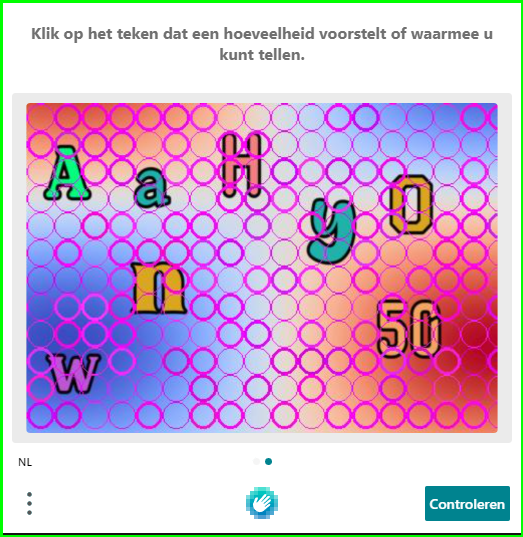 Klik op het teken dat een hoeveelheid voorstelt of waarmee u
kunt tellen.
A a H y O
n 50
w
NL
Controleren